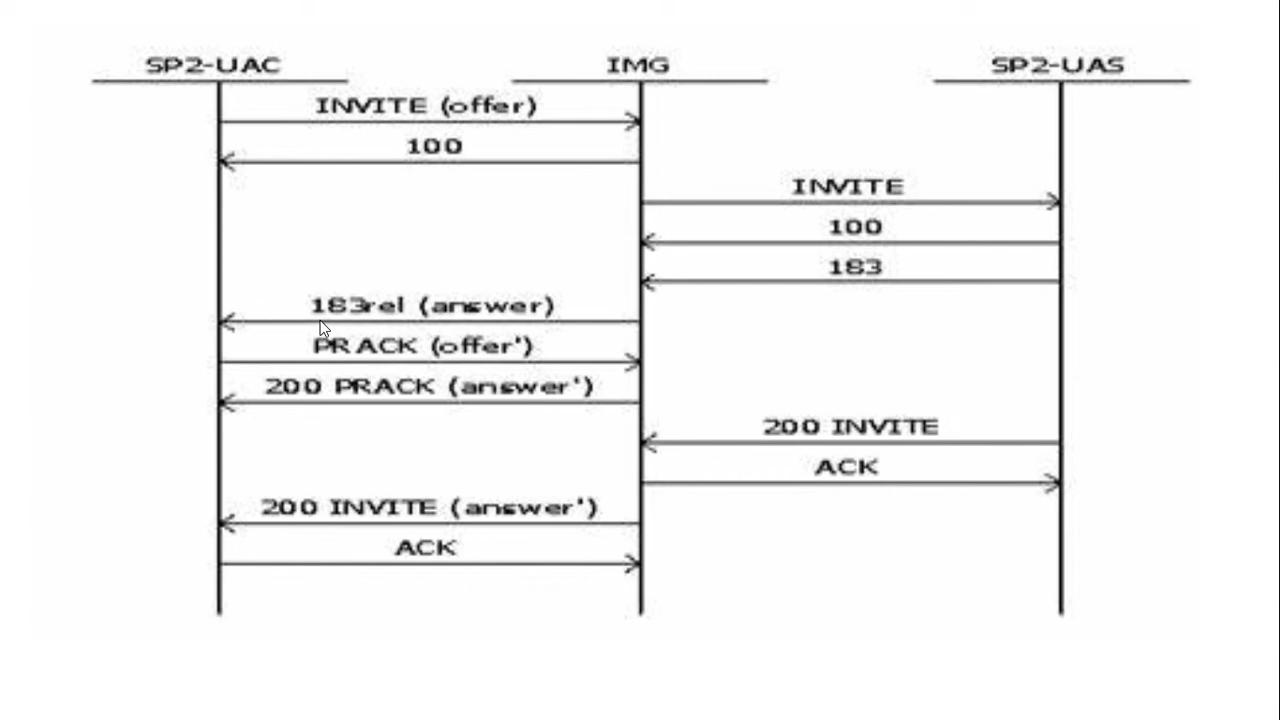 SP2-UAC IMG SP2-UAS
INVITE (offer)
100
INVITE
100
183
183rel (answer)
PRACK (offer')
200 PRACK (answer')
200 INVITE
ACK
200 INVITE (answer')
ACK